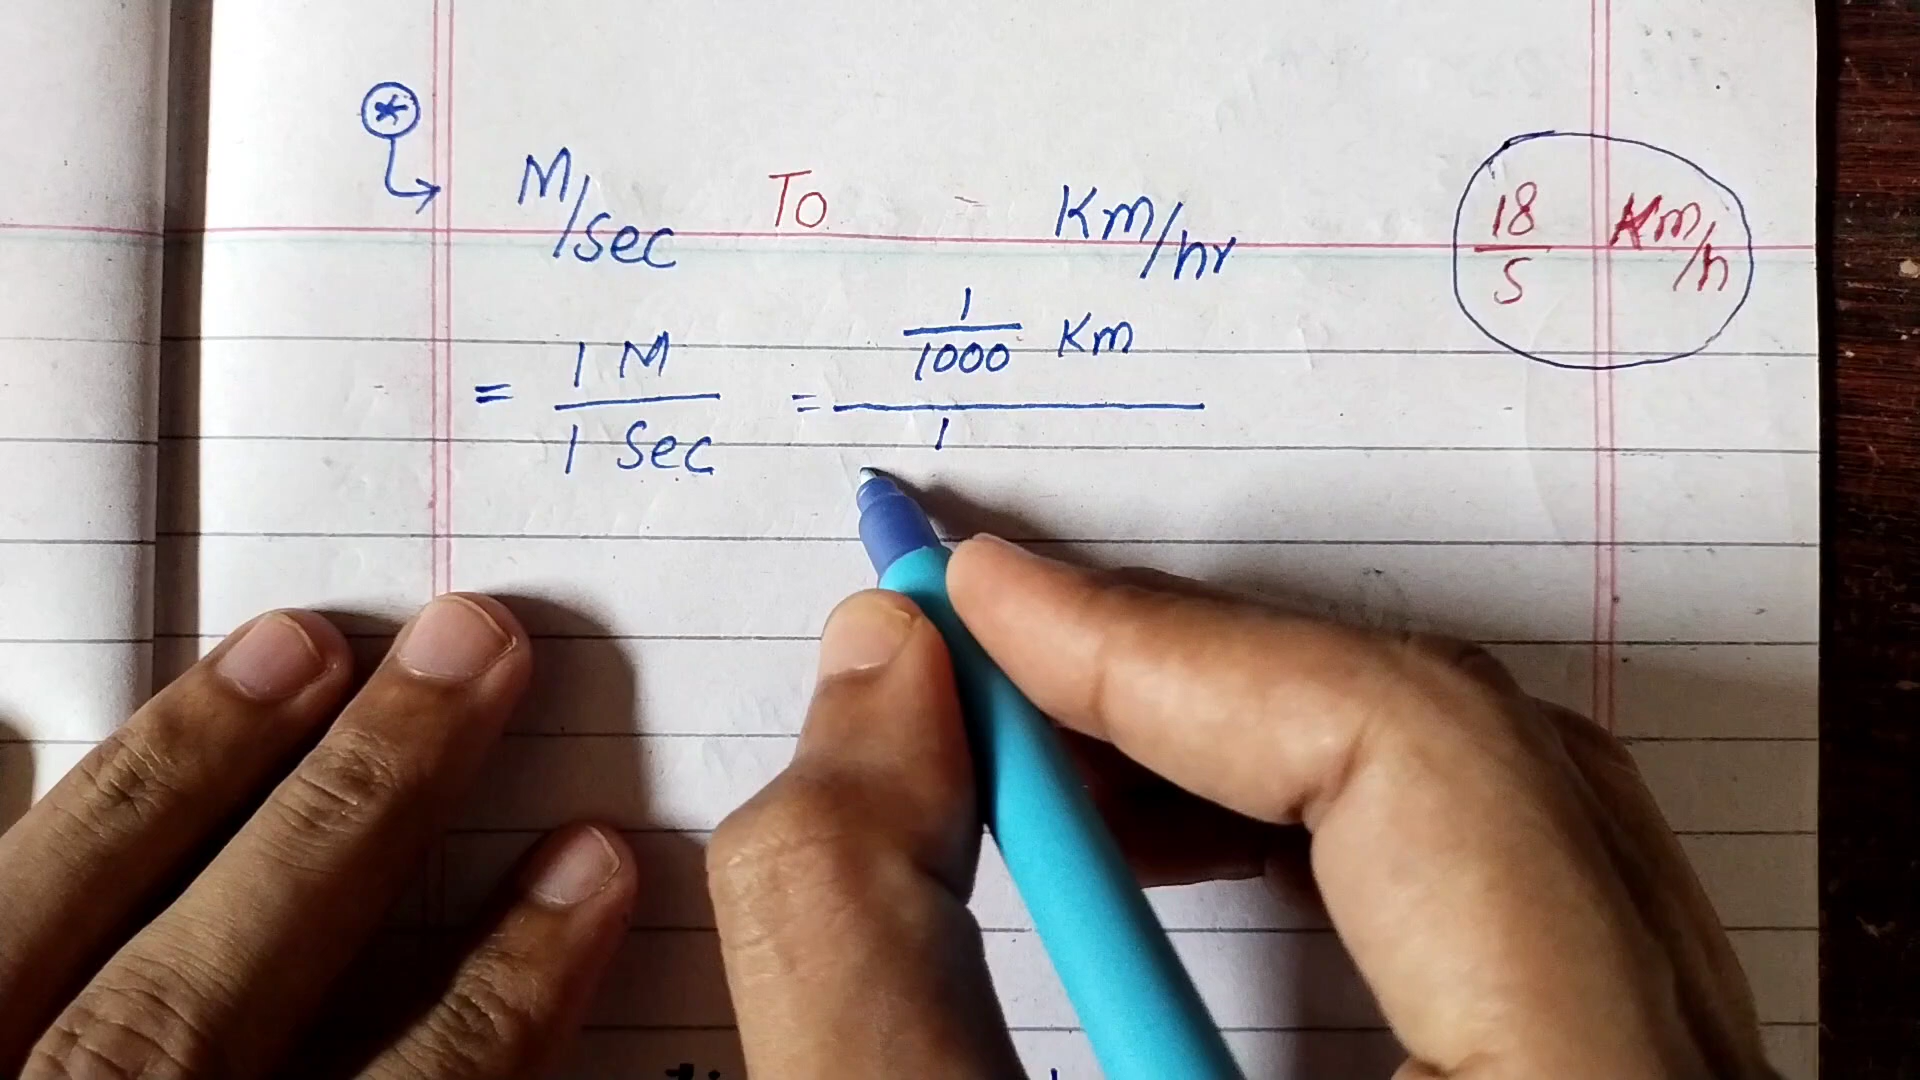 *
M/sec To Km/hr
18/5 Km/h
= 1 M / 1 Sec = 1/1000 Km / 1